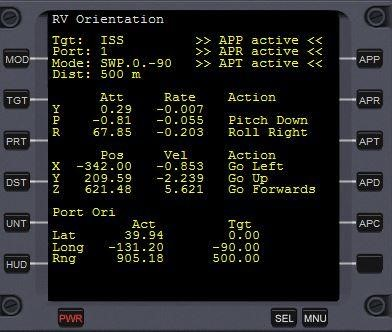 RV Orientation
Tgt: ISS >> APP active <<
Port: 1 >> APR active <<
Mode: SWP.0.-90 >> APT active <<
Dist: 500 m
Att Rate Action
Y 0.29 -0.007
P -0.81 -0.055 Pitch Down
R 67.85 -0.203 Roll Right
Pos Vel Action
X -342.00 -0.853 Go Left
Y 209.59 -2.239 Go Up
Z 621.48 5.621 Go Forwards
Port Ori
Act Tgt
Lat 39.94 0.00
Long -131.20 -90.00
Rng 905.18 500.00
MOD
TGT
PRT
DST
UNT
HUD
APP
APR
APT
APD
APC
PWR
SEL MNU